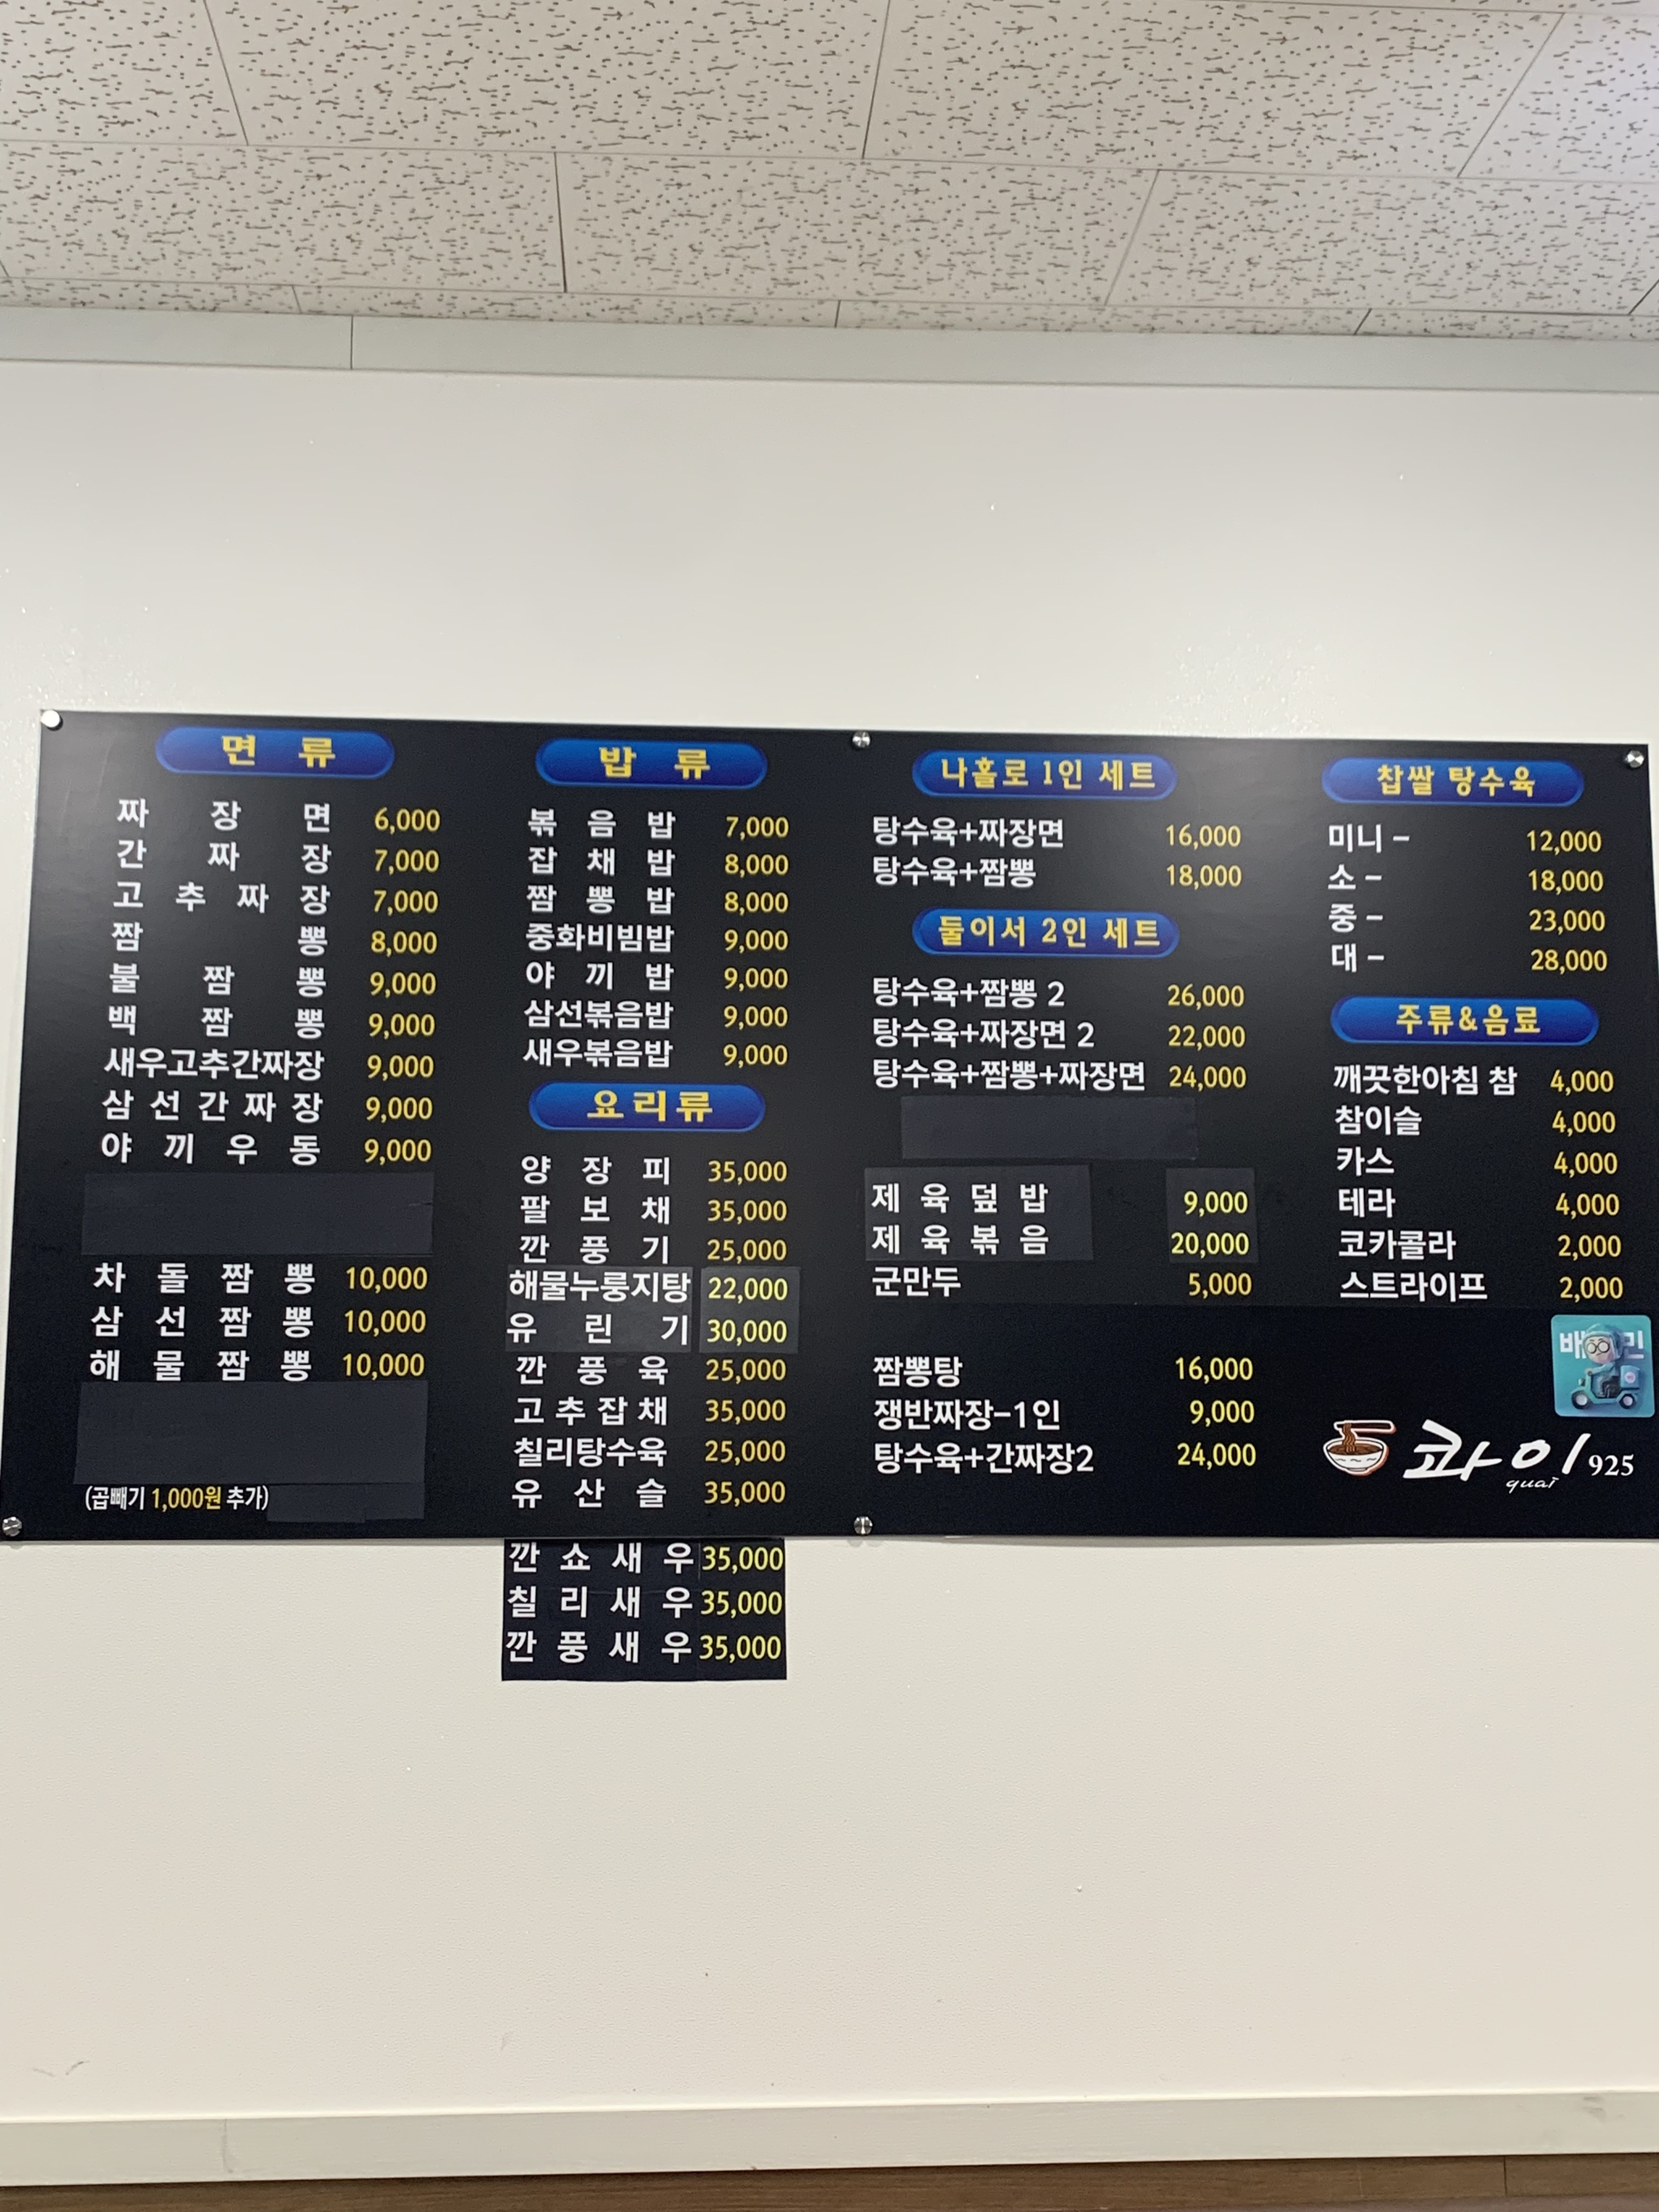 면 류
짜 장 면 6,000
간 짜 장 7,000
고 추 짜 장 7,000
짬 뽕 8,000
불 짬 뽕 9,000
백 짬 뽕 9,000
새우고추간짜장 9,000
삼 선 간 짜 장 9,000
야 끼 우 동 9,000
차 돌 짬 뽕 10,000
삼 선 짬 뽕 10,000
해 물 짬 뽕 10,000
(곱빼기 1,000원 추가)
밥 류
볶 음 밥 7,000
잡 채 밥 8,000
짬 뽕 밥 8,000
중화비빔밥 9,000
야 끼 밥 9,000
삼선볶음밥 9,000
새우볶음밥 9,000
요리류
양 장 피 35,000
팔 보 채 35,000
깐 풍 기 25,000
해물누룽지탕 22,000
유 린 기 30,000
깐 풍 육 25,000
고 추 잡 채 35,000
칠리탕수육 25,000
유 산 슬 35,000
깐 쇼 새 우 35,000
칠 리 새 우 35,000
깐 풍 새 우 35,000
나홀로 1인 세트
탕수육+짜장면 16,000
탕수육+짬뽕 18,000
둘이서 2인 세트
탕수육+짬뽕 2 26,000
탕수육+짜장면 2 22,000
탕수육+짬뽕+짜장면 24,000
제 육 덮 밥 9,000
제 육 볶 음 20,000
군만두 5,000
짬뽕탕 16,000
쟁반짜장-1인 9,000
탕수육+간짜장2 24,000
찹쌀 탕수육
미니 - 12,000
소 - 18,000
중 - 23,000
대 - 28,000
주류&음료
깨끗한아침 참 4,000
참이슬 4,000
카스 4,000
테라 4,000
코카콜라 2,000
스트라이프 2,000
배 민
콰이 925
quai